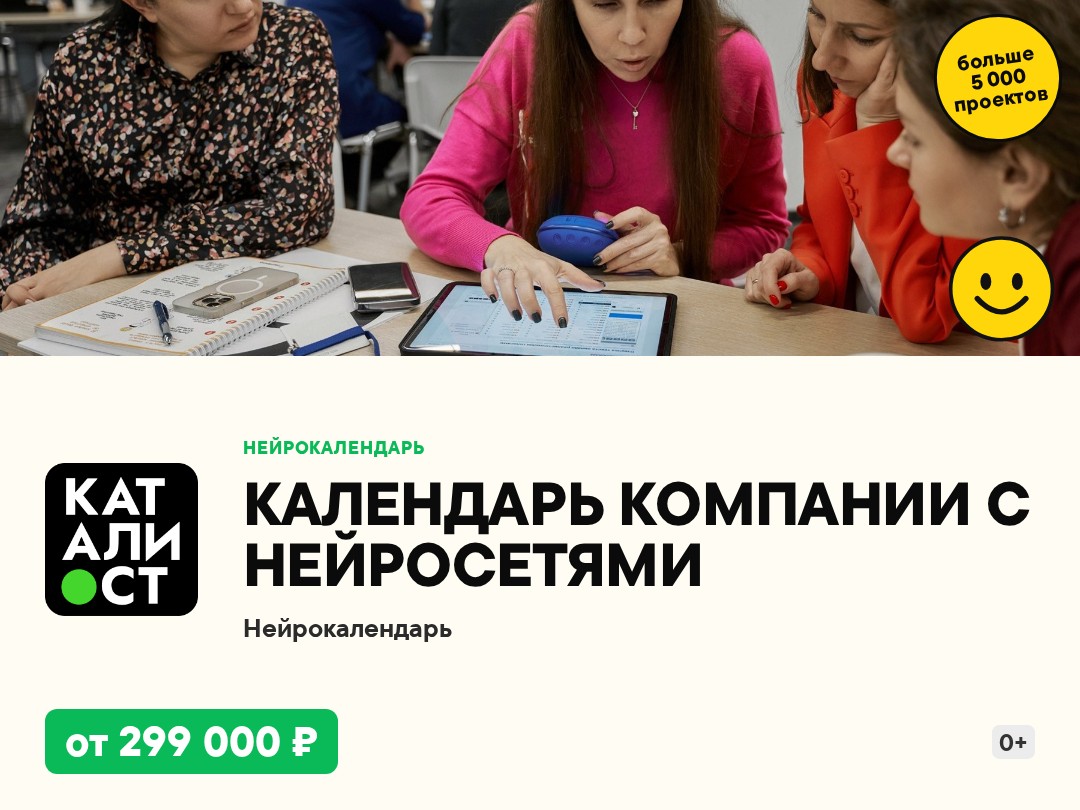 больше
5 000
проектов
НЕЙРОКАЛЕНДАРЬ
КАТ
АЛИ
СТ
КАЛЕНДАРЬ КОМПАНИИ С
НЕЙРОСЕТЯМИ
Нейрокалендарь
от 299 000 ₽
0+